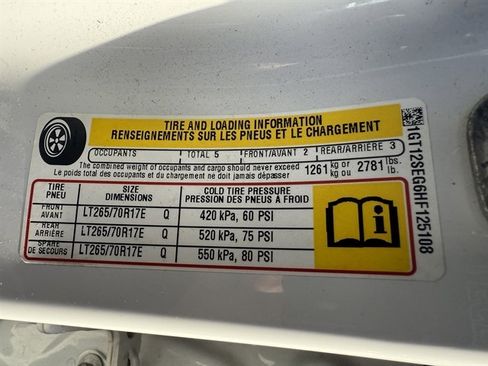 TIRE AND LOADING INFORMATION
RENSEIGNEMENTS SUR LES PNEUS ET LE CHARGEMENT
OCCUPANTS TOTAL 5 FRONT/AVANT 2 REAR/ARRIÈRE 3
The combined weight of occupants and cargo should never exceed 1261 kg or 2781 lbs.
Le poids total des occupants et du chargement ne doit jamais dépasser kg ou lb.
TIRE SIZE COLD TIRE PRESSURE
PNEU DIMENSIONS PRESSION DES PNEUS À FROID
FRONT
AVANT LT265/70R17E Q 420 kPa, 60 PSI
REAR
ARRIÈRE LT265/70R17E Q 520 kPa, 75 PSI
SPARE
DE SECOURS LT265/70R17E Q 550 kPa, 80 PSI
1GT12SEG6HF125108